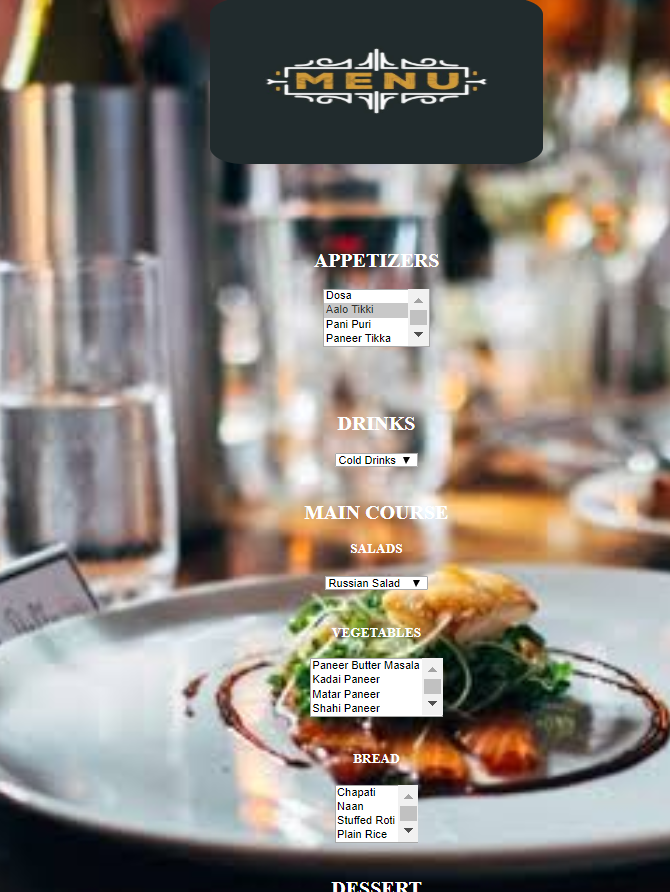 MENU
APPETIZERS
Dosa
Aalo Tikki
Pani Puri
Paneer Tikka
DRINKS
Cold Drinks
MAIN COURSE
SALADS
Russian Salad
VEGETABLES
Paneer Butter Masala
Kadai Paneer
Matar Paneer
Shahi Paneer
BREAD
Chapati
Naan
Stuffed Roti
Plain Rice
DESSERT